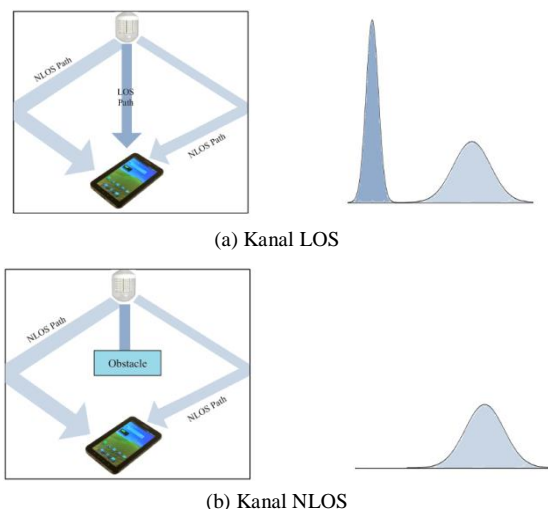 NLOS Path
LOS
Path
NLOS Path
(a) Kanal LOS
NLOS Path
Obstacle
NLOS Path
(b) Kanal NLOS